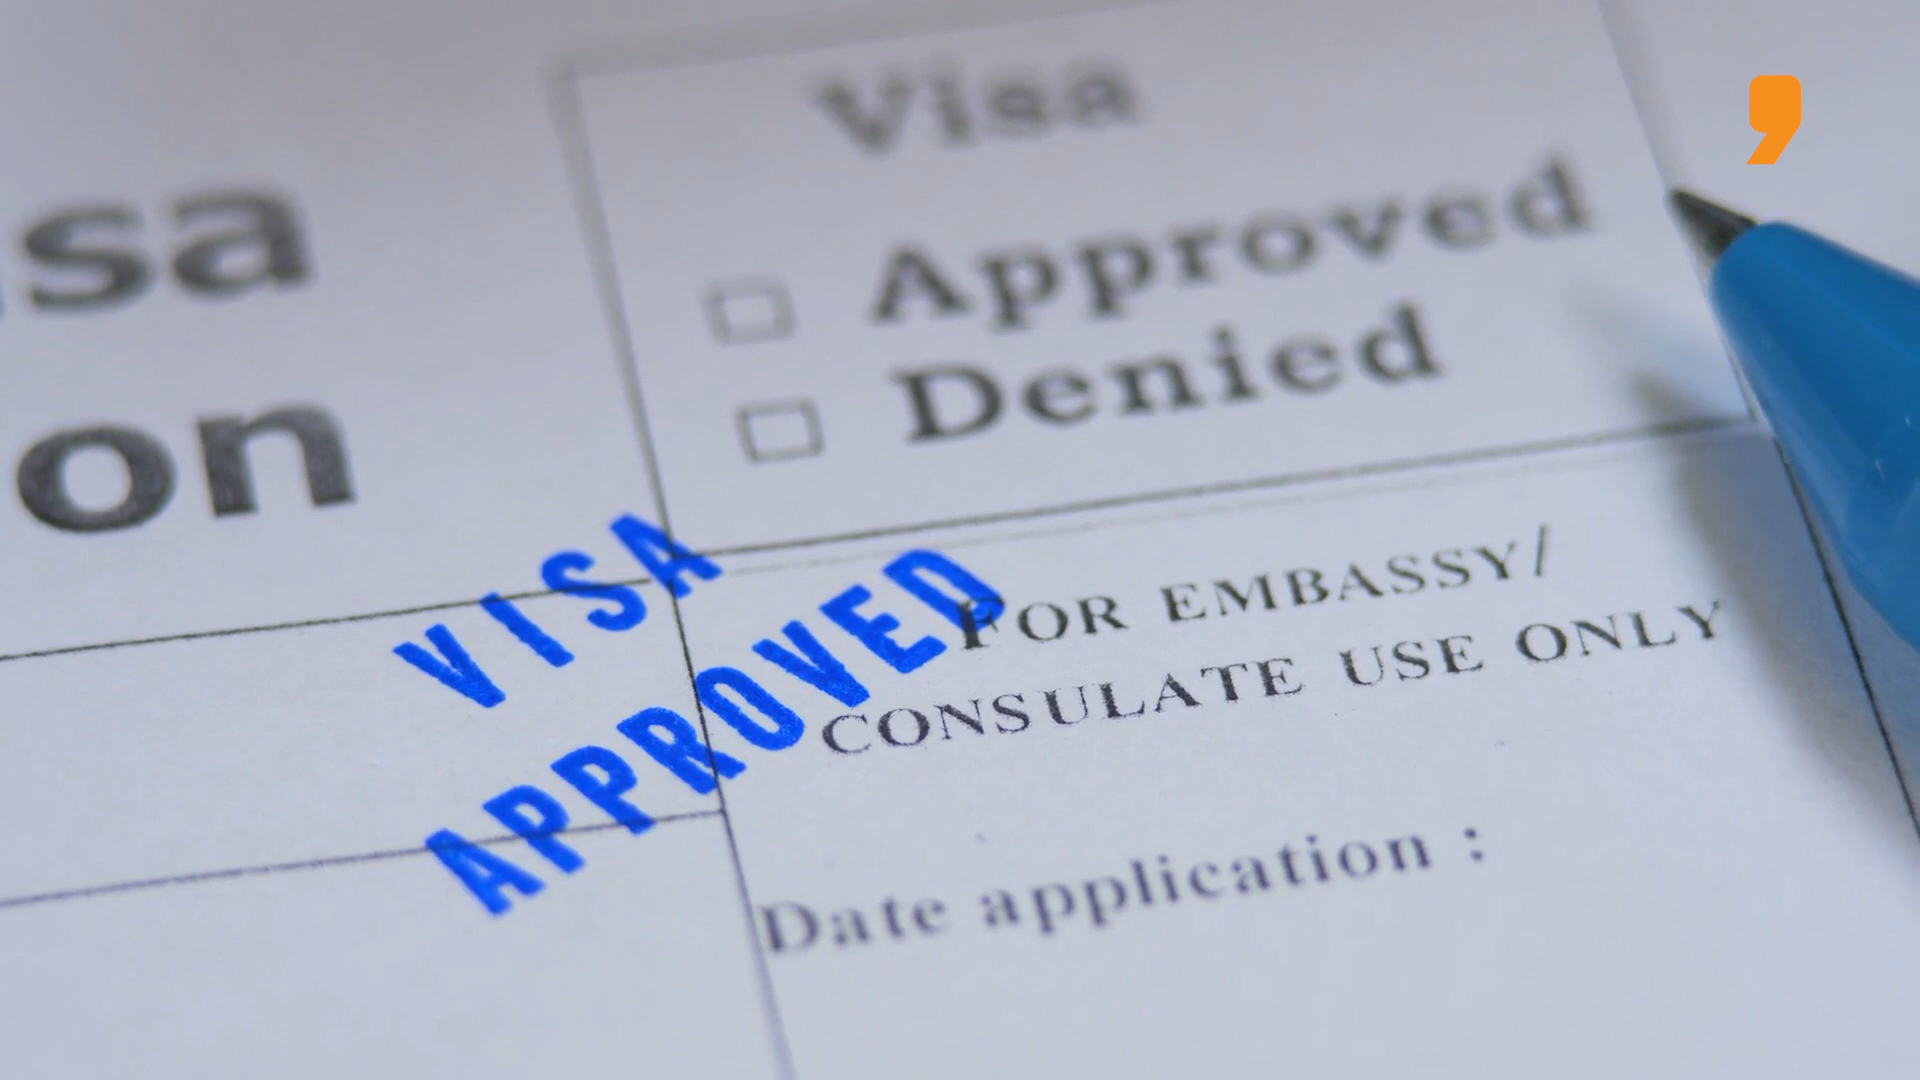 sa
on
Visa
Approved
Denied
VISA
APPROVED
FOR EMBASSY/
CONSULATE USE ONLY
Date application :